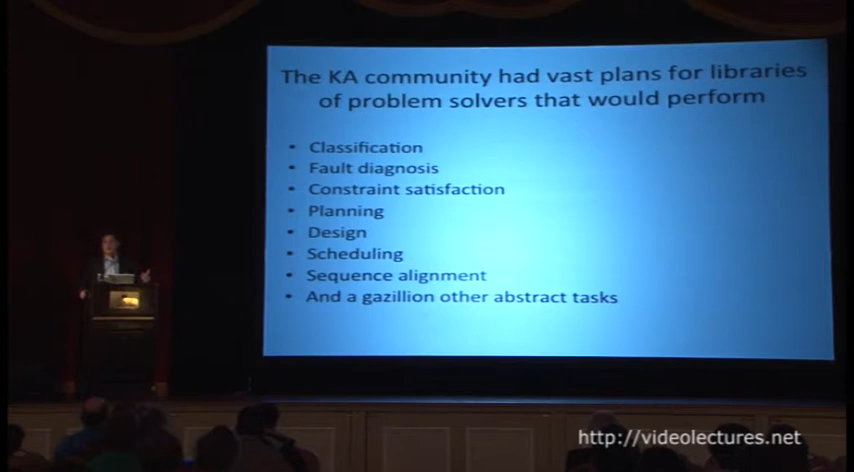 The KA community had vast plans for libraries
of problem solvers that would perform
• Classification
• Fault diagnosis
• Constraint satisfaction
• Planning
• Design
• Scheduling
• Sequence alignment
• And a gazillion other abstract tasks
http://videolectures.net